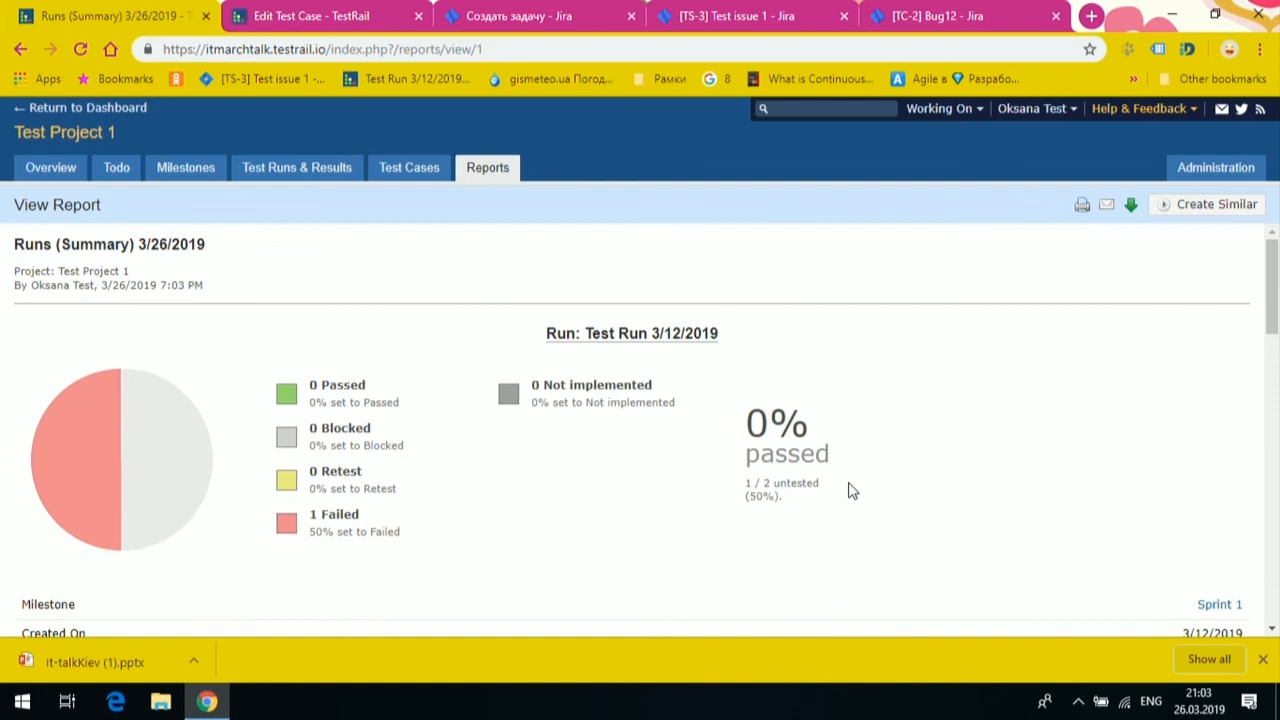 Runs (Summary) 3/26/2019 - T
Edit Test Case - TestRail
Создать задачу - Jira
[TS-3] Test issue 1 - Jira
[TC-2] Bug12 - Jira
https://itmarchtalk.testrail.io/index.php?/reports/view/1
Apps
Bookmarks
[TS-3] Test issue 1 -...
Test Run 3/12/2019...
gismeteo.ua Погод...
Рамки
8
What is Continuous...
Agile в
Разрабо...
»
Other bookmarks
← Return to Dashboard
Working On
Oksana Test
Help & Feedback
Test Project 1
Overview
Todo
Milestones
Test Runs & Results
Test Cases
Reports
Administration
View Report
Create Similar
Runs (Summary) 3/26/2019
Project: Test Project 1
By Oksana Test, 3/26/2019 7:03 PM
Run: Test Run 3/12/2019
0 Passed
0% set to Passed
0 Blocked
0% set to Blocked
0 Retest
0% set to Retest
1 Failed
50% set to Failed
0 Not implemented
0% set to Not implemented
0%
passed
1 / 2 untested
(50%).
Milestone
Sprint 1
Created On
3/12/2019
It-talkKiev (1).pptx
Show all
ENG
21:03
26.03.2019